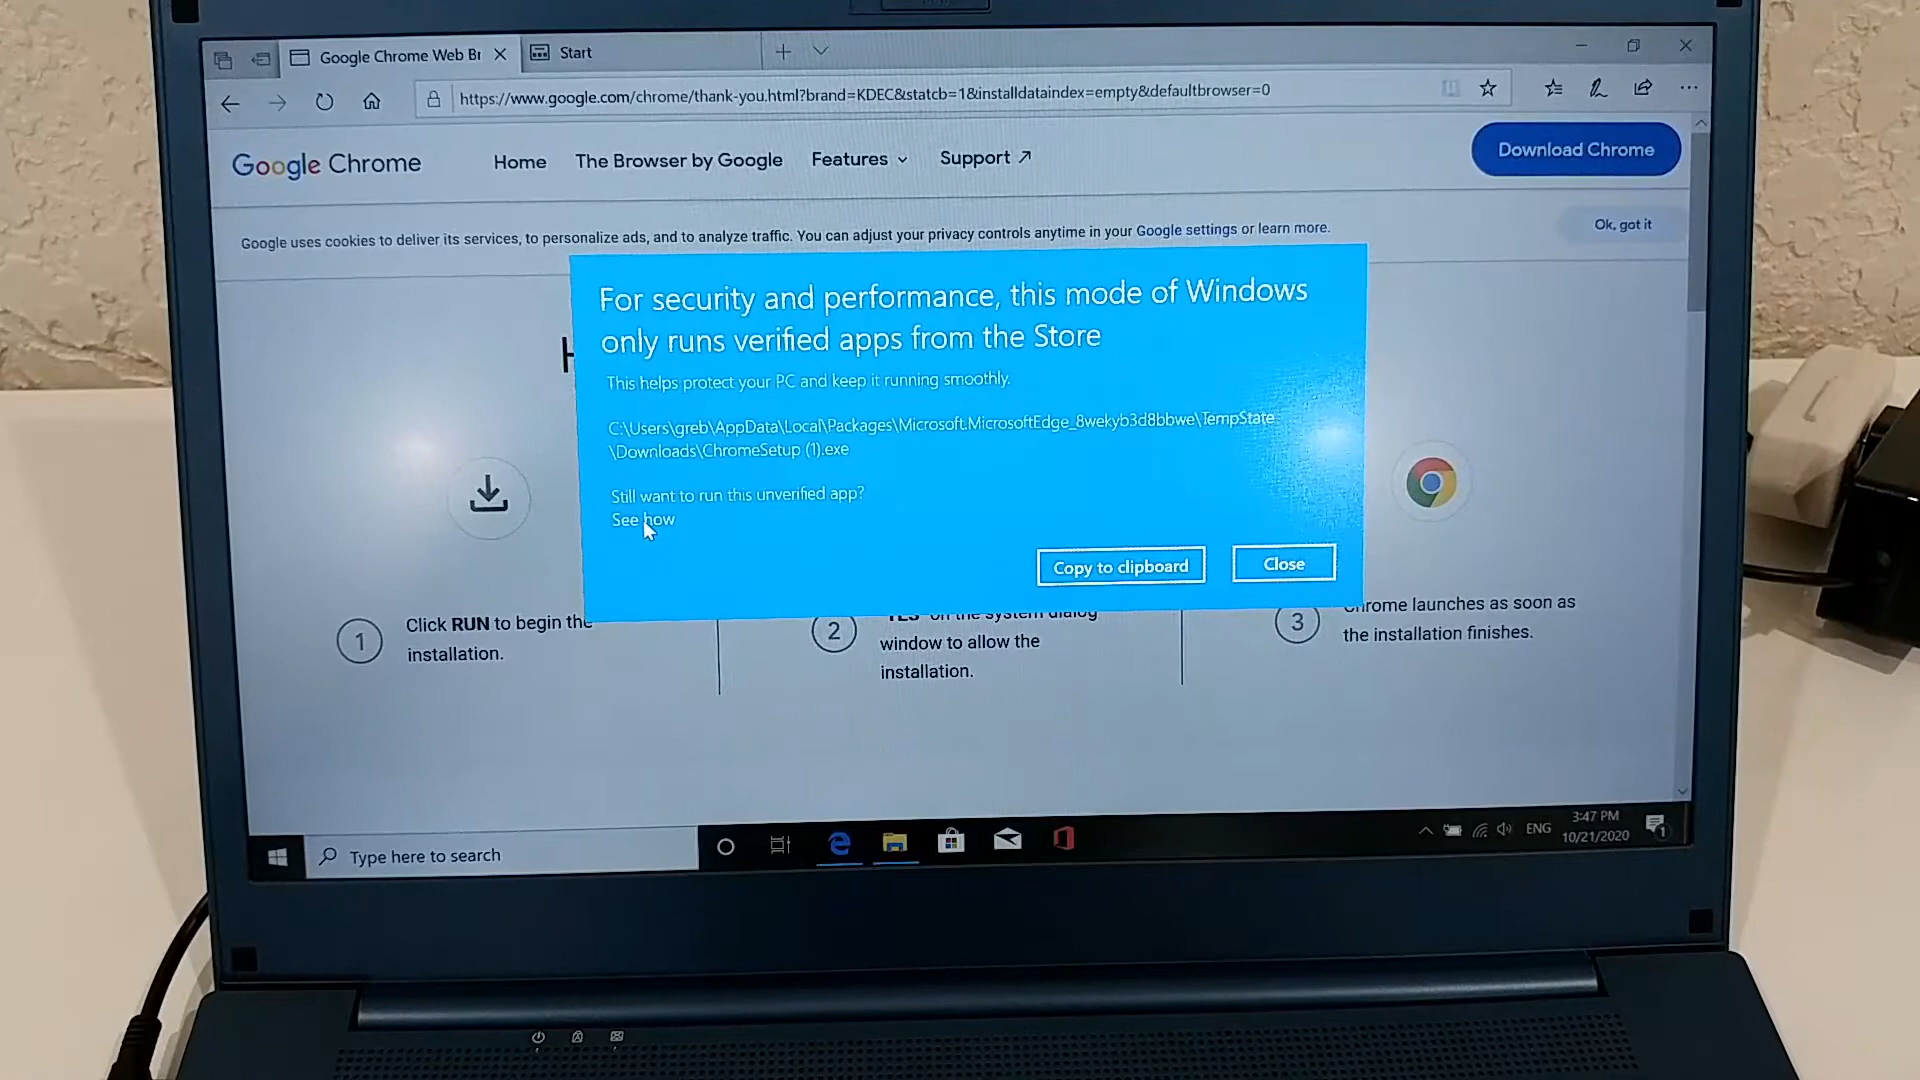 Google Chrome Web Br
Start
https://www.google.com/chrome/thank-you.html?brand=KDEC&statcb=1&installdataindex=empty&defaultbrowser=0
Google Chrome
Home
The Browser by Google
Features
Support
Download Chrome
Google uses cookies to deliver its services, to personalize ads, and to analyze traffic. You can adjust your privacy controls anytime in your Google settings or learn more.
Ok, got it
H
For security and performance, this mode of Windows
only runs verified apps from the Store
This helps protect your PC and keep it running smoothly.
C:\Users\greb\AppData\Local\Packages\Microsoft.MicrosoftEdge_8wekyb3d8bbwe\TempState
\Downloads\ChromeSetup (1).exe
Still want to run this unverified app?
See how
Copy to clipboard
Close
1
Click RUN to begin the
installation.
2
YES" on the system dialog
window to allow the
installation.
3
Chrome launches as soon as
the installation finishes.
Type here to search
ENG
3:47 PM
10/21/2020
1